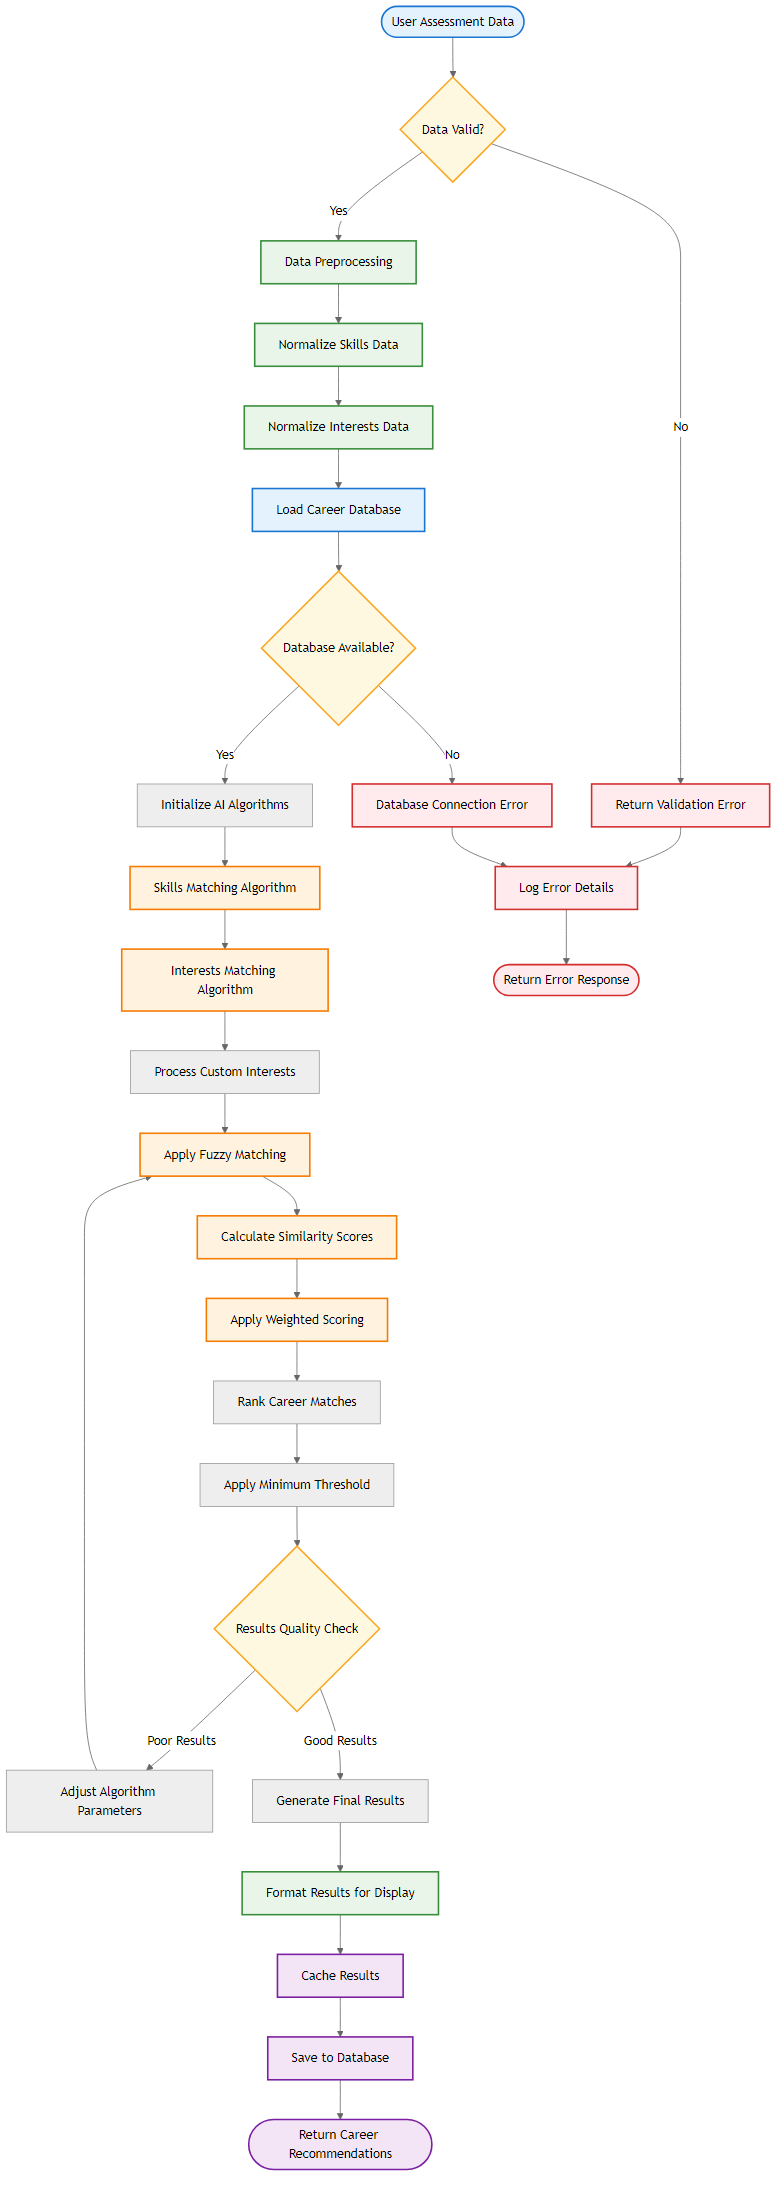 User Assessment Data
Data Valid?
Yes
Data Preprocessing
Normalize Skills Data
Normalize Interests Data
No
Load Career Database
Database Available?
Yes
No
Initialize AI Algorithms
Database Connection Error
Return Validation Error
Skills Matching Algorithm
Log Error Details
Interests Matching
Algorithm
Return Error Response
Process Custom Interests
Apply Fuzzy Matching
Calculate Similarity Scores
Apply Weighted Scoring
Rank Career Matches
Apply Minimum Threshold
Results Quality Check
Poor Results
Good Results
Adjust Algorithm
Parameters
Generate Final Results
Format Results for Display
Cache Results
Save to Database
Return Career
Recommendations